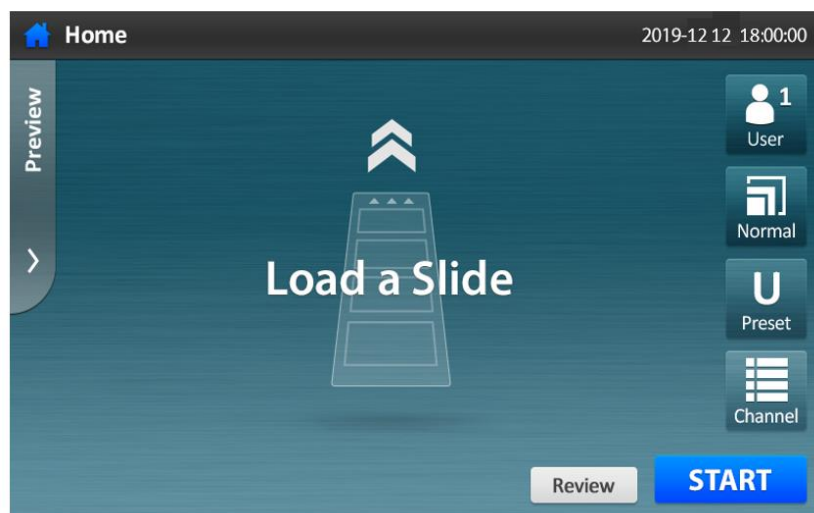 Home
2019-12 12 18:00:00
Preview
1
User
Normal
Load a Slide
U
Preset
Channel
Review
START